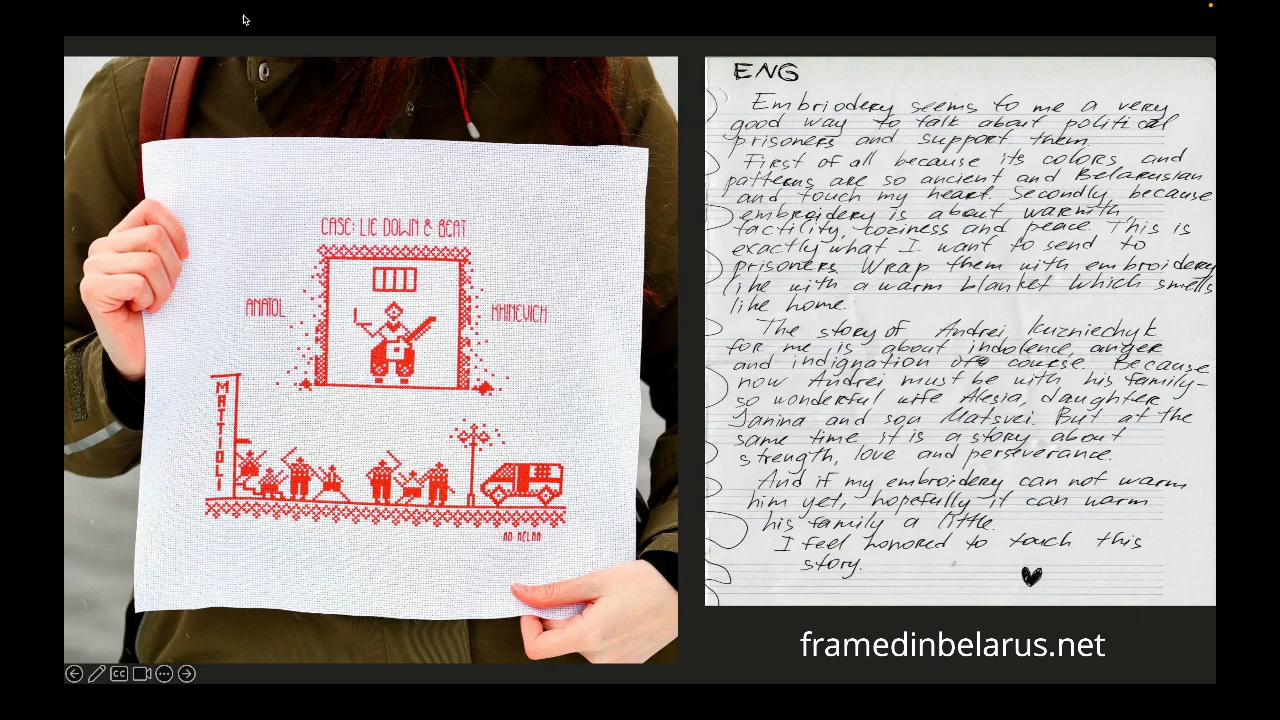 CASE: LIE DOWN & BEAT
ANATOL
KHINEVICH
MATTIOLI
AD HELKA
ENG
Embriodery seems to me a very
good way to talk about political
prisoners and support them.
First of all because its colors and
patterns are so ancient and Belarusian
and touch my heart. Secondly because
embroidery is about warmth,
tactility, coziness and peace. This is
exactly what I want to send to
prisoners. Wrap them with embroidery
like with a warm blanket which smells
like home.
The story of Andrei Kuzniechyk
for me is about indolence anger
and indignation of course. Because
now Andrei must be with his family-
so wonderful wife Alesia, daughter
Janina and son Matsvei. But at the
same time it is a story about
strength, love and perseverance.
And if my embroidery can not warm
him yet, hopefully it can warm
his family a little.
I feel honored to touch this
story.
framedinbelarus.net
CC